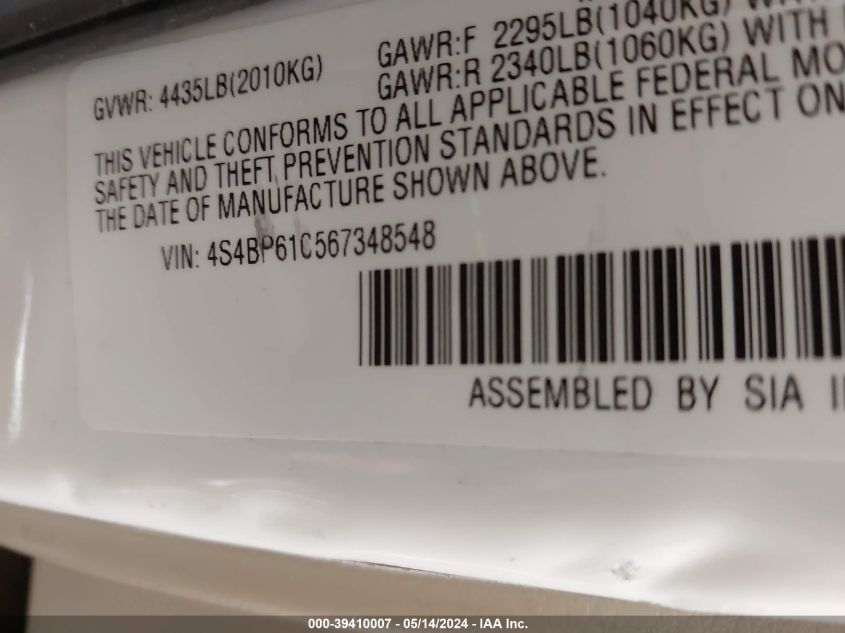 GVWR: 4435LB(2010KG)
GAWR:F 2295LB(1040KG)
GAWR:R 2340LB(1060KG) WITH
THIS VEHICLE CONFORMS TO ALL APPLICABLE FEDERAL MO
SAFETY AND THEFT PREVENTION STANDARDS IN EFFECT ON
THE DATE OF MANUFACTURE SHOWN ABOVE.
VIN: 4S4BP61C567348548
ASSEMBLED BY SIA
000-39410007 - 05/14/2024 - IAA Inc.